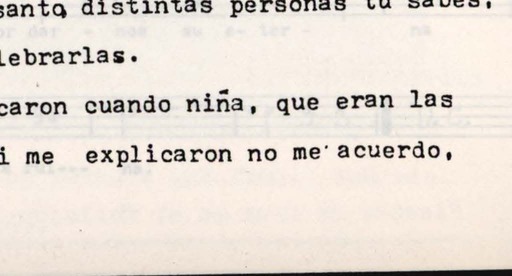 santo distintas personas tu sabes,
lebrarlas.
caron cuando niña, que eran las
i me explicaron no me acuerdo,